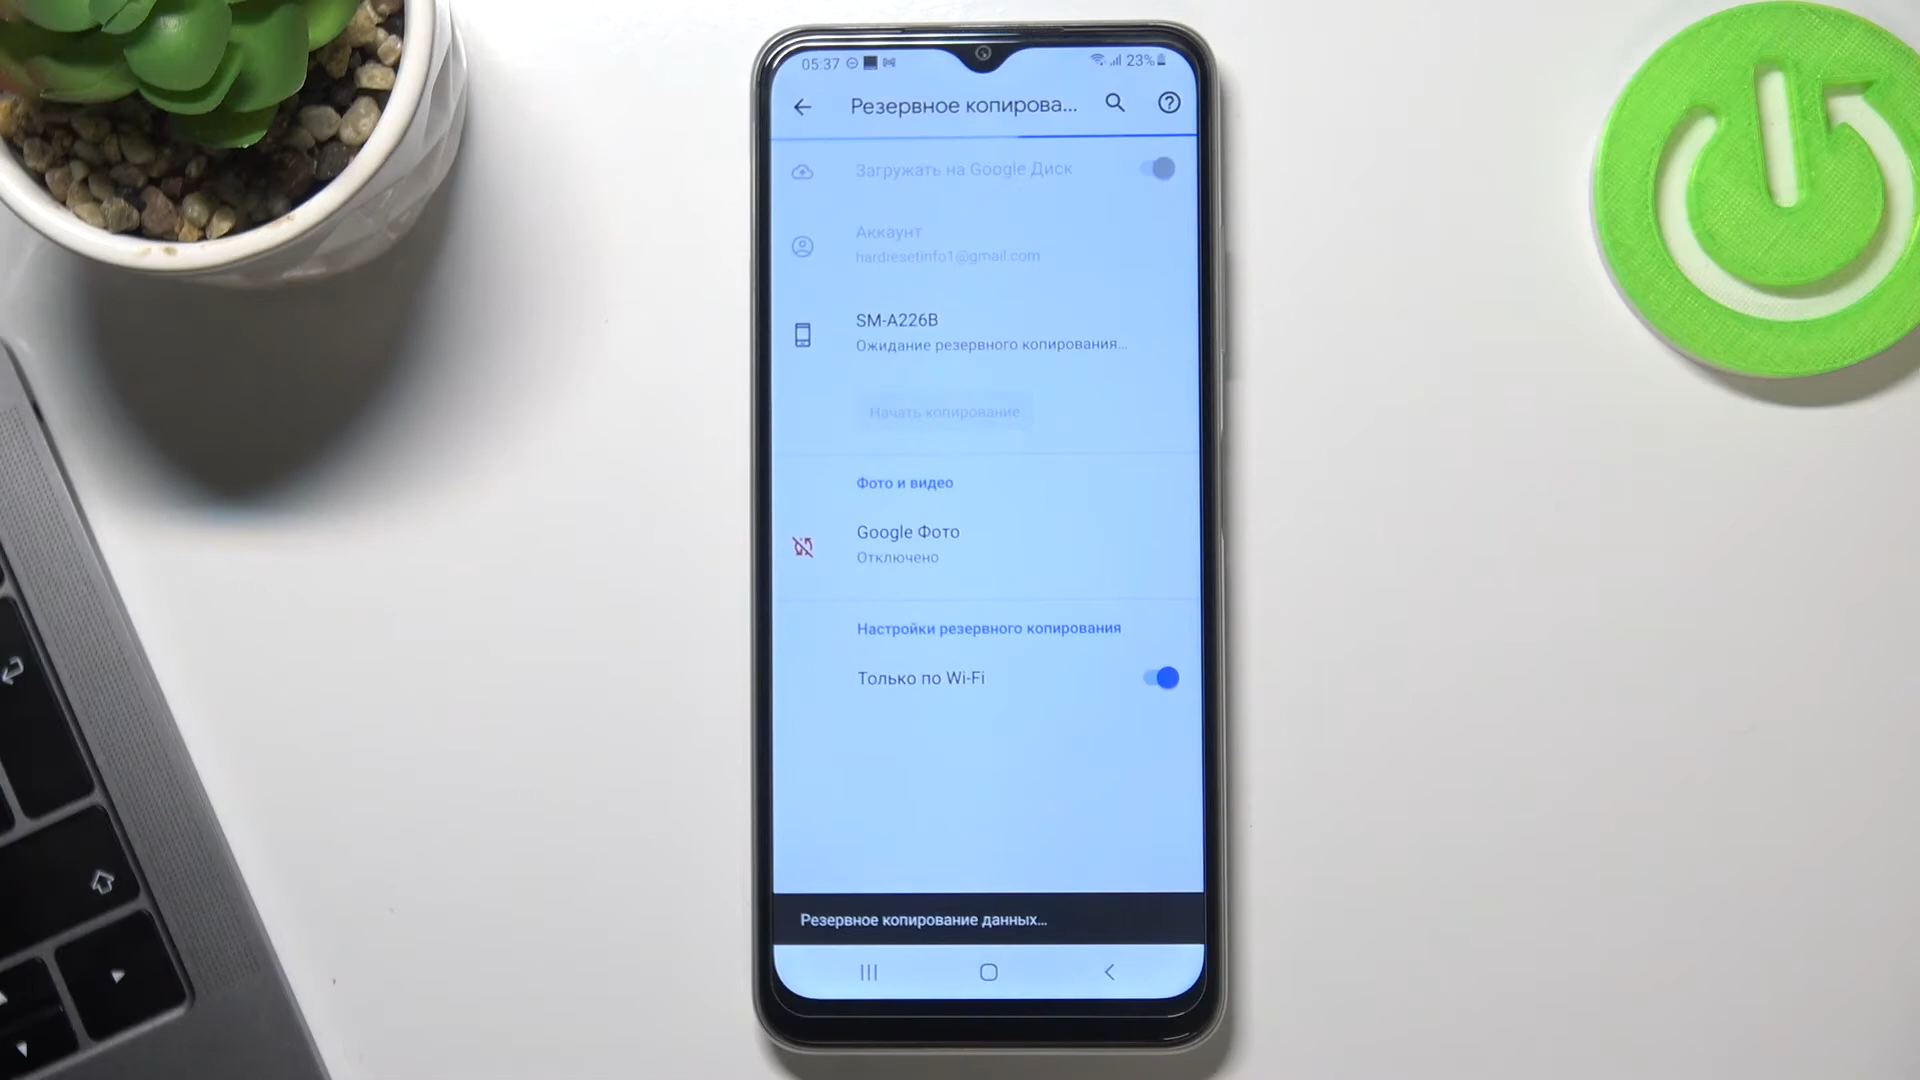 05:37
23%
Резервное копирова...
Загружать на Google Диск
Аккаунт
hardresetinfo1@gmail.com
SM-A226B
Ожидание резервного копирования...
Начать копирование
Фото и видео
Google Фото
Отключено
Настройки резервного копирования
Только по Wi-Fi
Резервное копирование данных...